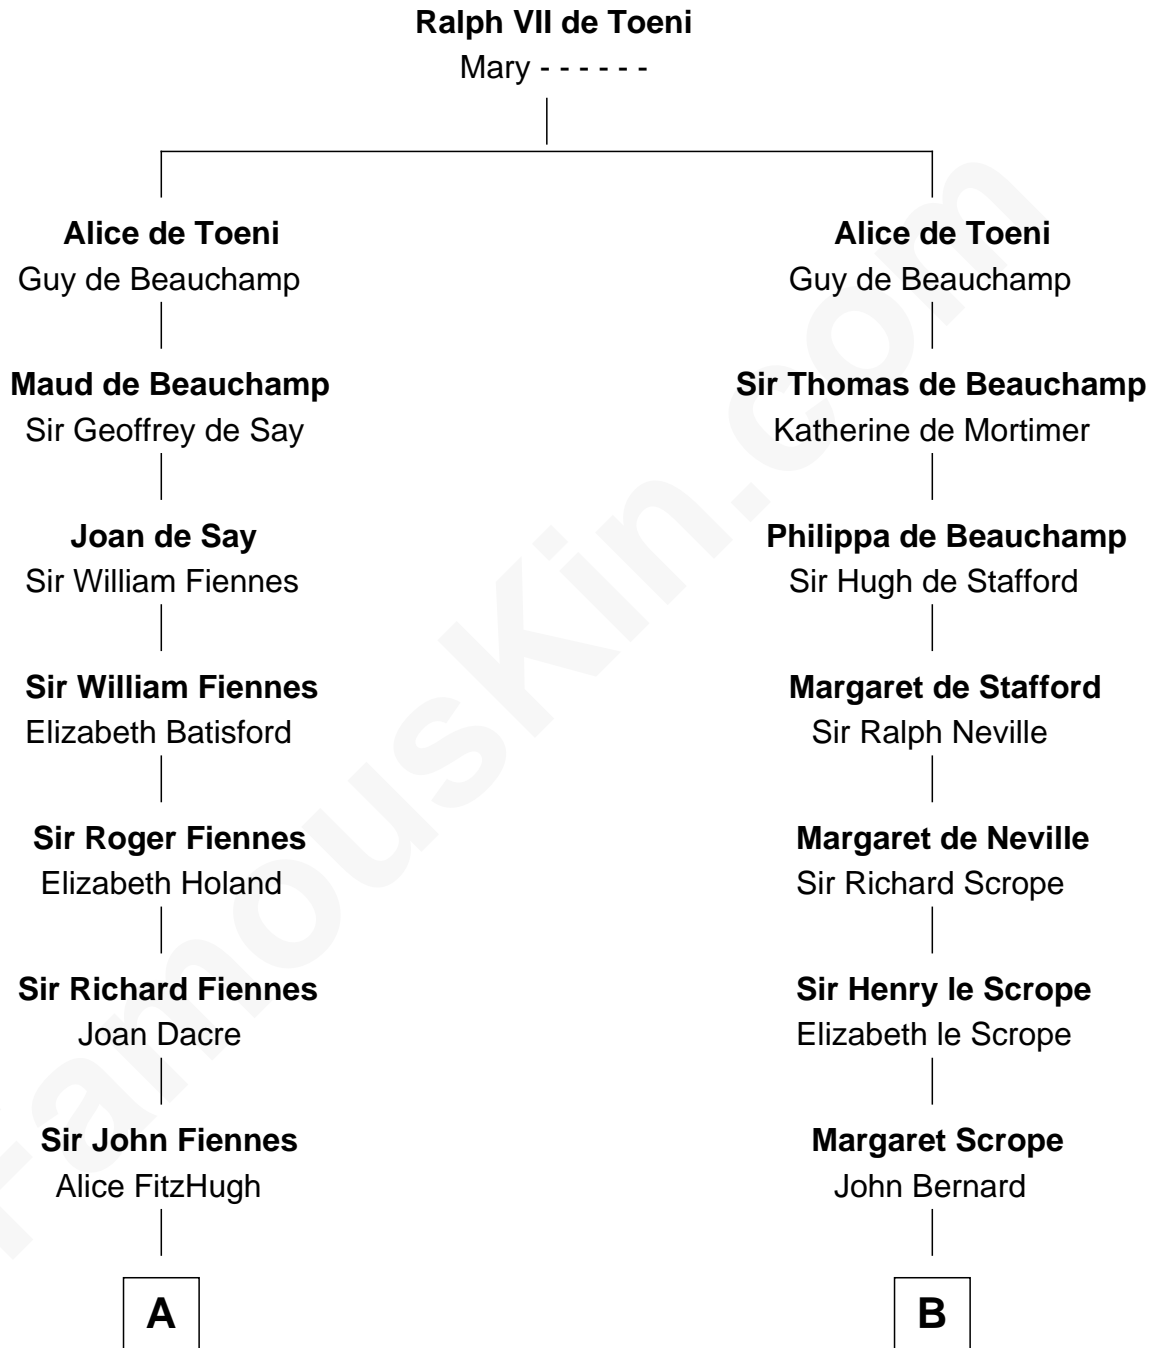 Ralph VII de Toeni
Mary - - - - - -
Alice de Toeni
Guy de Beauchamp
Maud de Beauchamp
Sir Geoffrey de Say
Joan de Say
Sir William Fiennes
Sir William Fiennes
Elizabeth Batisford
Sir Roger Fiennes
Elizabeth Holand
Sir Richard Fiennes
Joan Dacre
Sir John Fiennes
Alice FitzHugh
A
Alice de Toeni
Guy de Beauchamp
Sir Thomas de Beauchamp
Katherine de Mortimer
Philippa de Beauchamp
Sir Hugh de Stafford
Margaret de Stafford
Sir Ralph Neville
Margaret de Neville
Sir Richard Scrope
Sir Henry le Scrope
Elizabeth le Scrope
Margaret Scrope
John Bernard
B
FamousKin.com